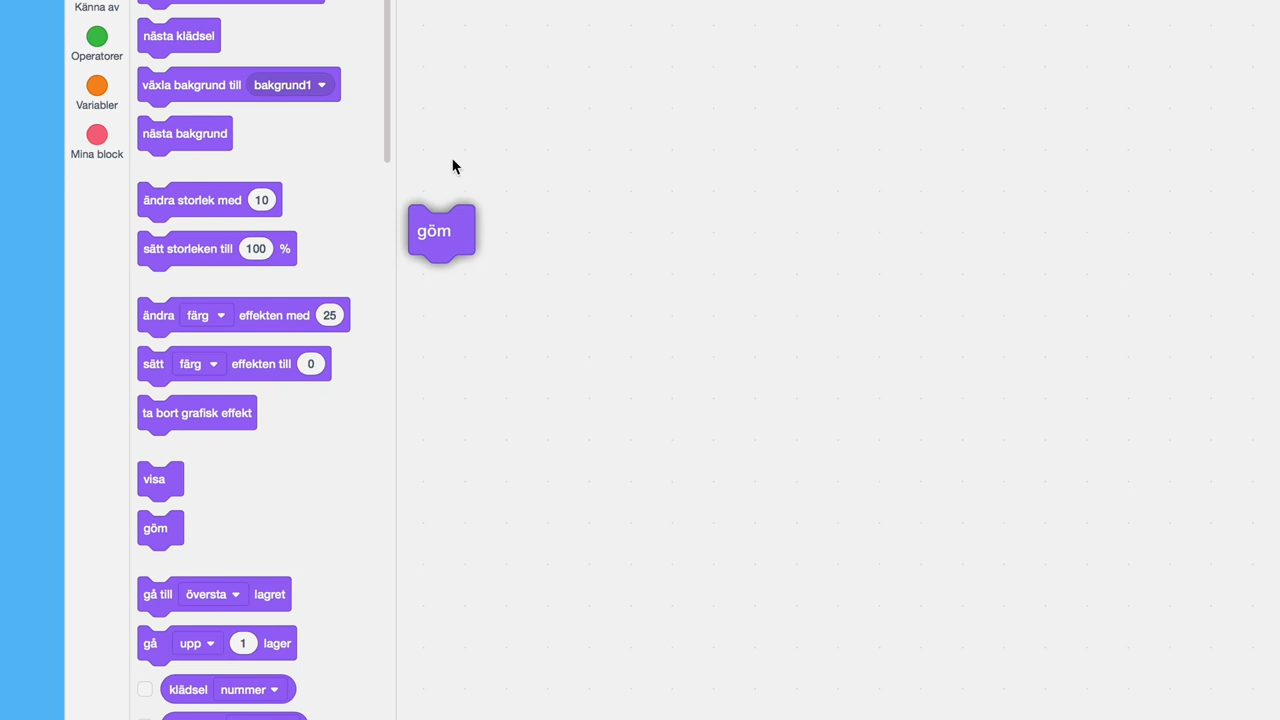 Känna av
Operatorer
Variabler
Mina block
nästa klädsel
växla bakgrund till bakgrund1
nästa bakgrund
ändra storlek med 10
sätt storleken till 100 %
ändra färg effekten med 25
sätt färg effekten till 0
ta bort grafisk effekt
visa
göm
gå till översta lagret
gå upp 1 lager
klädsel nummer
göm